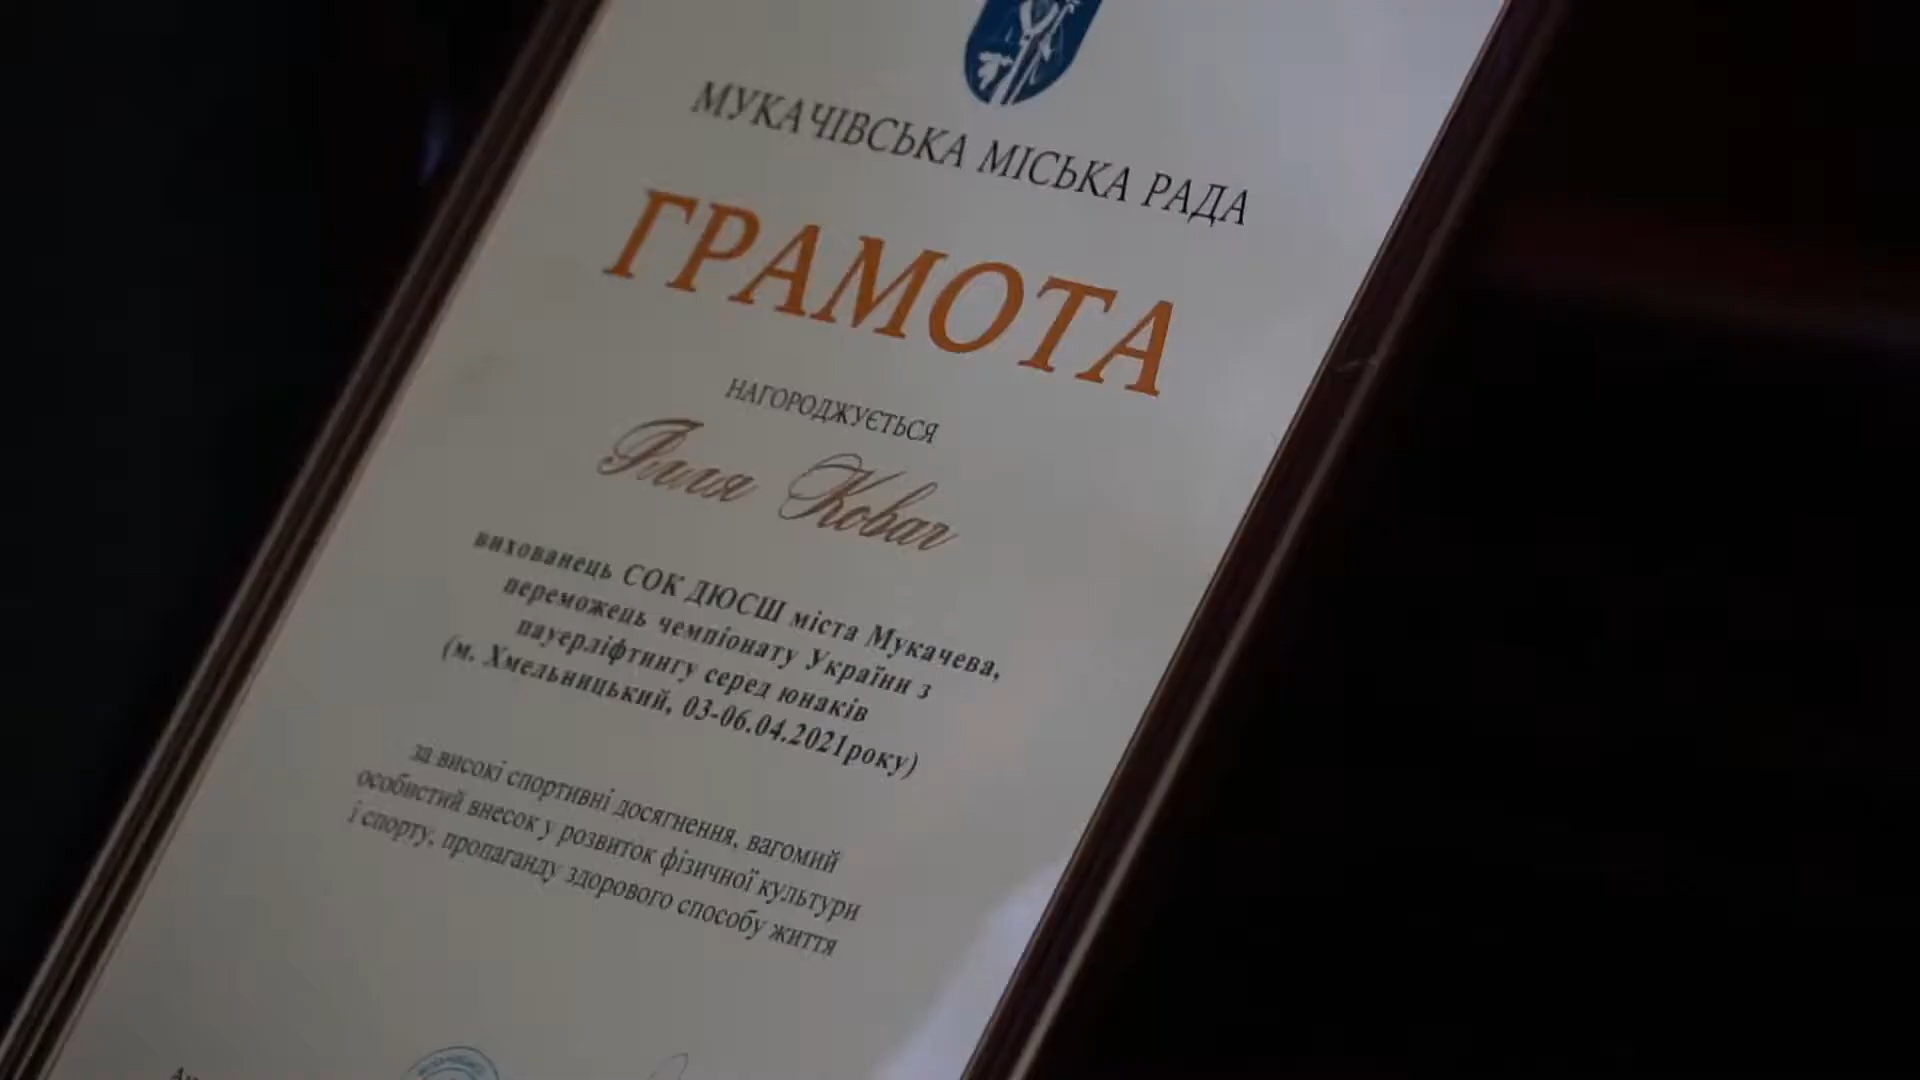 МУКАЧІВСЬКА МІСЬКА РАДА
ГРАМОТА
НАГОРОДЖУЄТЬСЯ
Ілля Ковач
вихованець СОК ДЮСШ міста Мукачева,
переможець чемпіонату України з
пауерліфтингу серед юнаків
(м. Хмельницький, 03-06.04.2021року)
за високі спортивні досягнення, вагомий
особистий внесок у розвиток фізичної культури
і спорту, пропаганду здорового способу життя